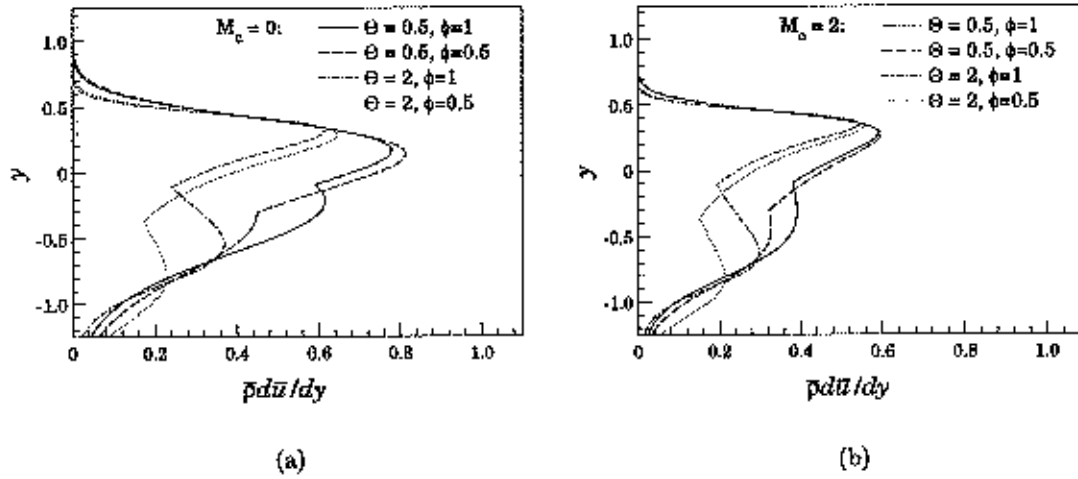 M_c = 0:
Θ = 0.5, ϕ=1
Θ = 0.5, ϕ=0.5
Θ = 2, ϕ=1
Θ = 2, ϕ=0.5
1.0
0.5
0
-0.5
-1.0
y
0 0.2 0.4 0.6 0.8 1.0
ρ̄dū/dy
(a)
M_c = 2:
Θ = 0.5, ϕ=1
Θ = 0.5, ϕ=0.5
Θ = 2, ϕ=1
Θ = 2, ϕ=0.5
1.0
0.5
0
-0.5
-1.0
y
0 0.2 0.4 0.6 0.8 1.0
ρ̄dū/dy
(b)